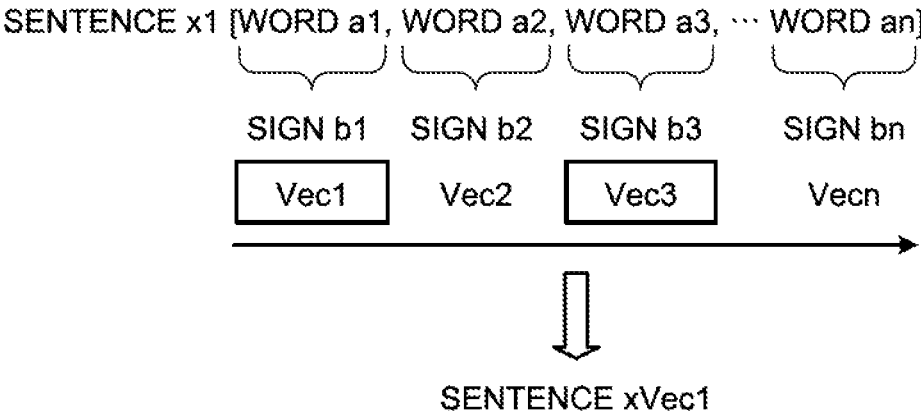 SENTENCE x1 [WORD a1, WORD a2, WORD a3, ··· WORD an]
SIGN b1 SIGN b2 SIGN b3 SIGN bn
Vec1 Vec2 Vec3 Vecn
SENTENCE xVec1